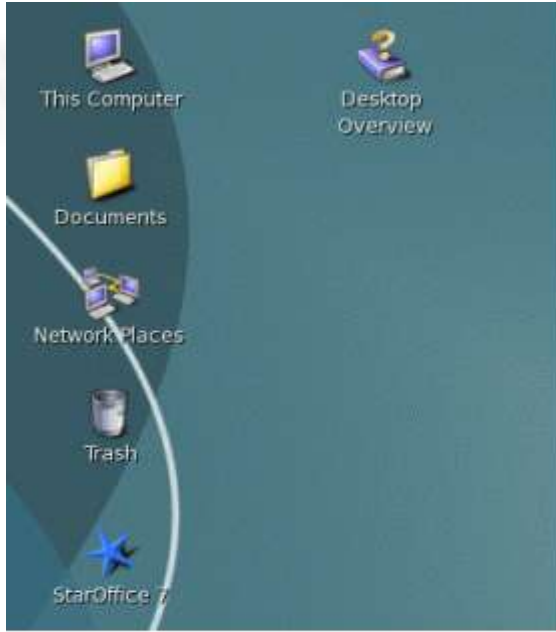 This Computer
Desktop
Overview
Documents
Network Places
Trash
StarOffice 7